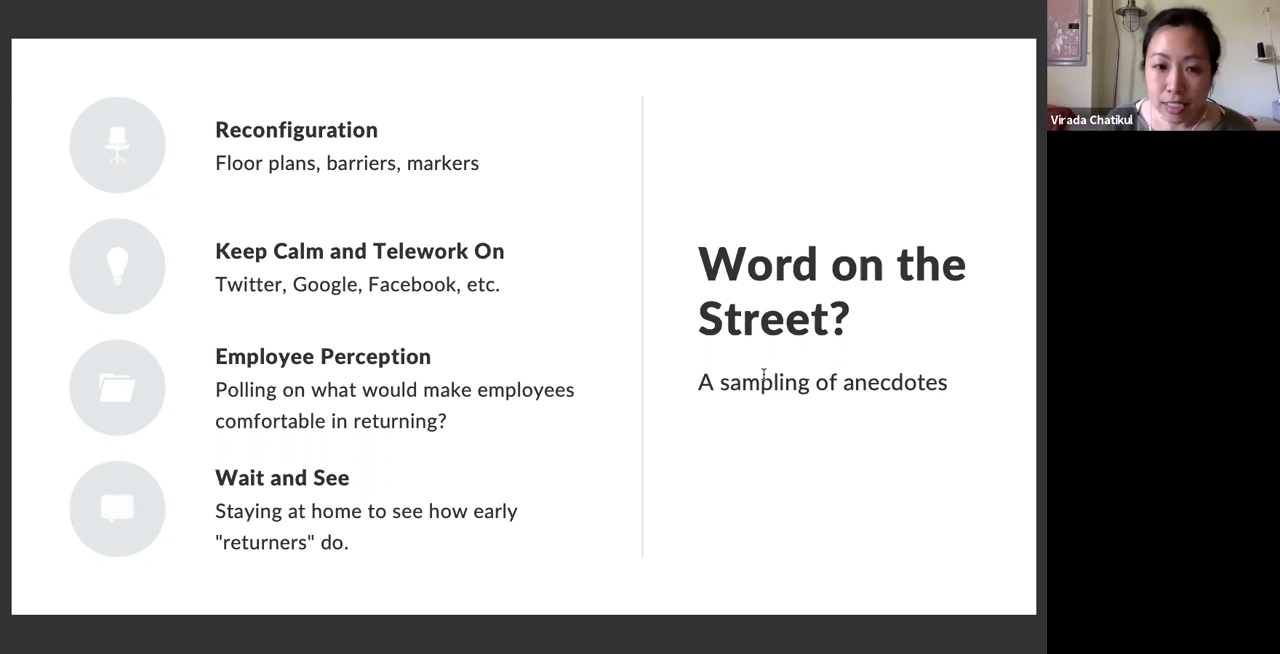 Reconfiguration
Floor plans, barriers, markers
Keep Calm and Telework On
Twitter, Google, Facebook, etc.
Employee Perception
Polling on what would make employees
comfortable in returning?
Wait and See
Staying at home to see how early
"returners" do.
Word on the
Street?
A sampling of anecdotes
Virada Chatikul